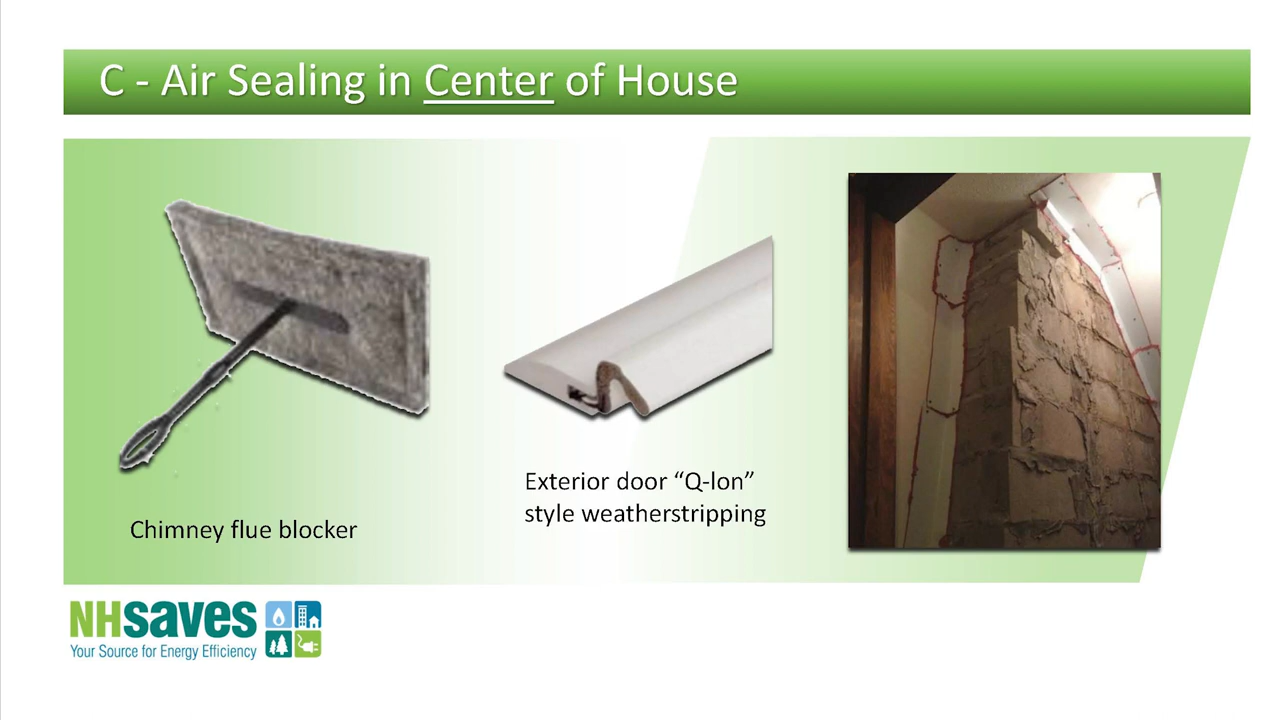 C - Air Sealing in Center of House
Chimney flue blocker
Exterior door “Q-lon”
style weatherstripping
NHsaves
Your Source for Energy Efficiency